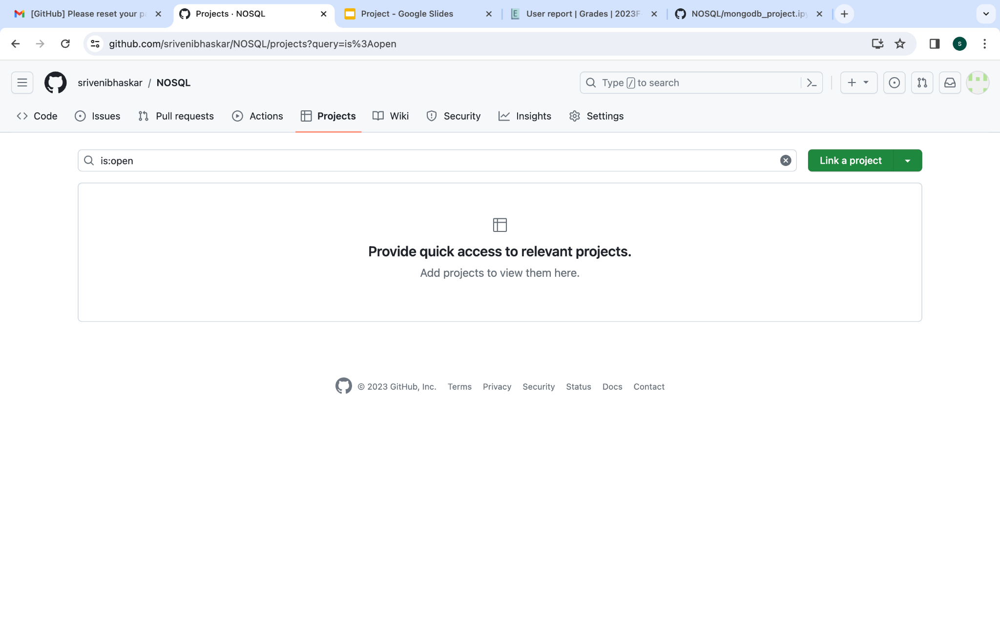 [GitHub] Please reset your
Projects · NOSQL
Project - Google Slides
User report | Grades | 2023F
NOSQL/mongodb_project.ipy
github.com/srivenibhaskar/NOSQL/projects?query=is%3Aopen
S
srivenibhaskar / NOSQL
Type / to search
Code Issues Pull requests Actions Projects Wiki Security Insights Settings
is:open
Link a project
Provide quick access to relevant projects.
Add projects to view them here.
© 2023 GitHub, Inc. Terms Privacy Security Status Docs Contact